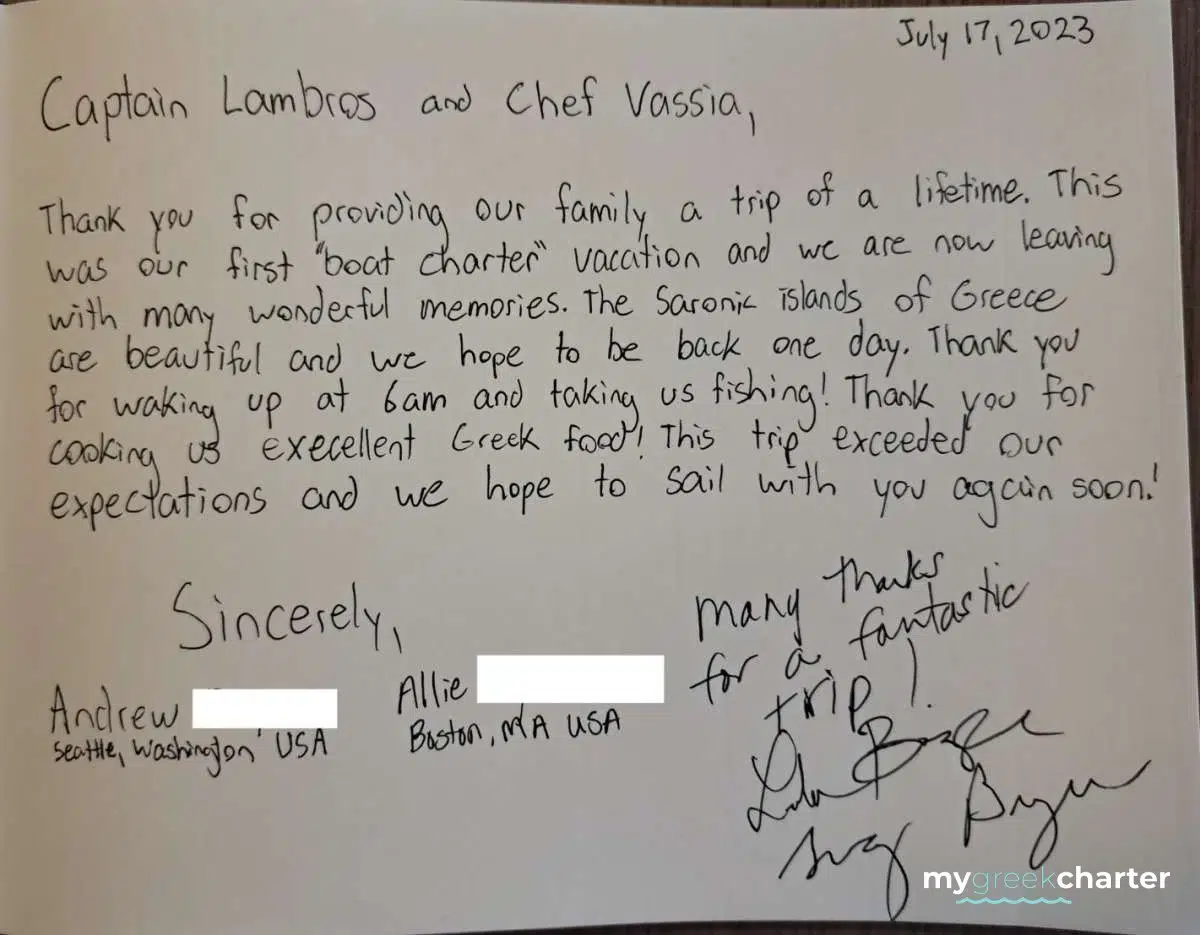 July 17, 2023
Captain Lambros and Chef Vassia,
Thank you for providing our family a trip of a lifetime. This
was our first "boat charter" vacation and we are now leaving
with many wonderful memories. The Saronic islands of Greece
are beautiful and we hope to be back one day. Thank you
for waking up at 6am and taking us fishing! Thank you for
cooking us execellent Greek food! This trip exceeded our
expectations and we hope to sail with you again soon!
Sincerely,
Andrew
Seattle, Washington, USA
Allie
Boston, MA USA
Many thanks
for a fantastic
trip!
mygreekcharter